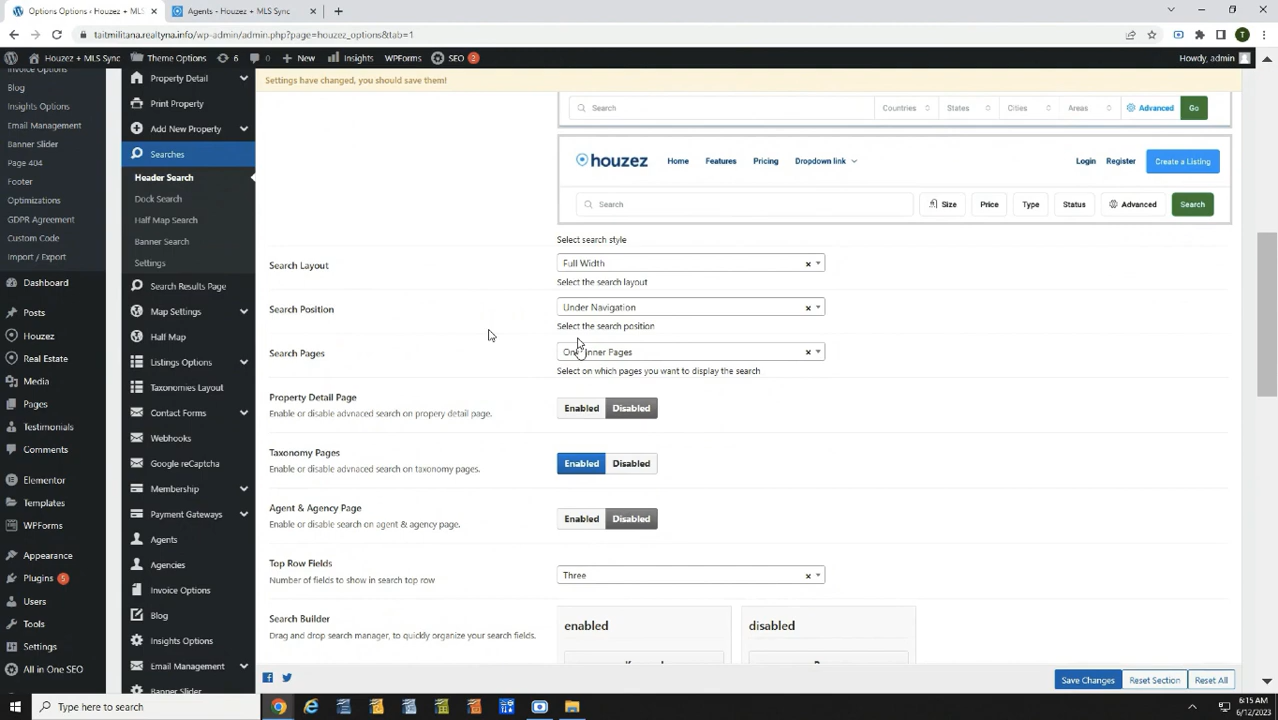 Options Options ‹ Houzez + MLS
Agents - Houzez + MLS Sync
taitmilitana.realtyna.info/wp-admin/admin.php?page=houzez_options&tab=1
T
Houzez + MLS Sync
Theme Options
6
0
New
Insights
WPForms
SEO
2
Howdy, admin
Invoice Options
Blog
Insights Options
Email Management
Banner Slider
Page 404
Footer
Optimizations
GDPR Agreement
Custom Code
Import / Export
Dashboard
Posts
Houzez
Real Estate
Media
Pages
Testimonials
Comments
Elementor
Templates
WPForms
Appearance
Plugins 5
Users
Tools
Settings
All in One SEO
Property Detail
Print Property
Add New Property
Searches
Header Search
Dock Search
Half Map Search
Banner Search
Settings
Search Results Page
Map Settings
Half Map
Listings Options
Taxonomies Layout
Contact Forms
Webhooks
Google reCaptcha
Membership
Payment Gateways
Agents
Agencies
Invoice Options
Blog
Insights Options
Email Management
Banner Slider
Settings have changed, you should save them!
Search
Countries
States
Cities
Areas
Advanced
Go
houzez
Home
Features
Pricing
Dropdown link
Login
Register
Create a Listing
Search
Size
Price
Type
Status
Advanced
Search
Select search style
Search Layout
Full Width
Select the search layout
Search Position
Under Navigation
Select the search position
Search Pages
Inner Pages
Select on which pages you want to display the search
Property Detail Page
Enable or disable advnaced search on propery detail page.
Enabled
Disabled
Taxonomy Pages
Enable or disable advnaced search on taxonomy pages.
Enabled
Disabled
Agent & Agency Page
Enable or disable search on agent & agency page.
Enabled
Disabled
Top Row Fields
Number of fields to show in search top row
Three
Search Builder
Drag and drop search manager, to quickly organize your search fields.
enabled
disabled
Save Changes
Reset Section
Reset All
Type here to search
6:15 AM
6/12/2023